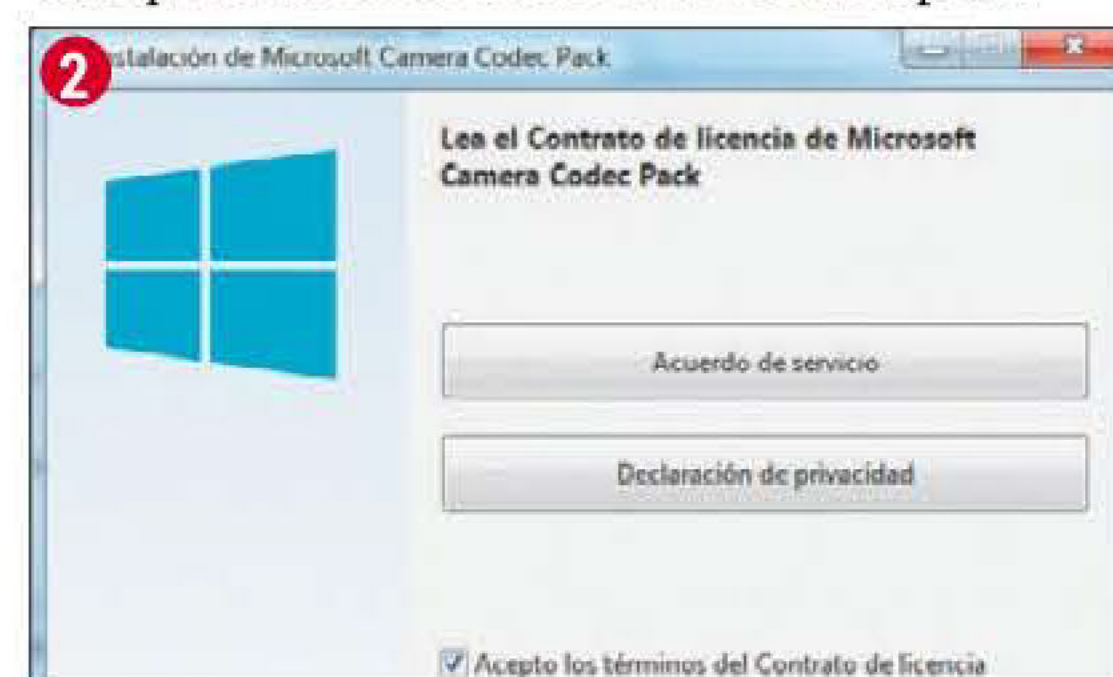 2
stalación de Microsoft Camera Codec Pack
Lea el Contrato de licencia de Microsoft
Camera Codec Pack
Acuerdo de servicio
Declaración de privacidad
Acepto los términos del Contrato de licencia